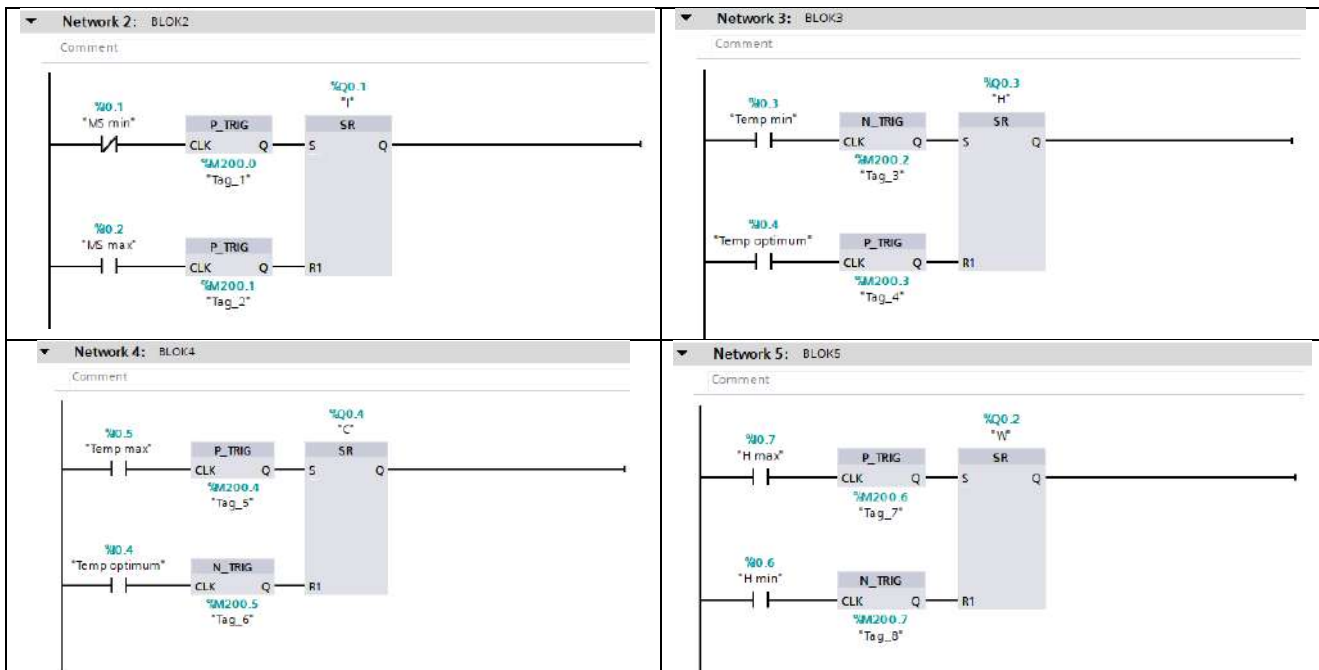 Network 2: BLOK2
Comment
%Q0.1
"I"
%I0.1
"MS min"
P_TRIG
SR
CLK Q
S Q
%M200.0
"Tag_1"
%I0.2
"MS max"
P_TRIG
CLK Q
R1
%M200.1
"Tag_2"
Network 3: BLOK3
Comment
%Q0.3
"H"
%I0.3
"Temp min"
N_TRIG
SR
CLK Q
S Q
%M200.2
"Tag_3"
%I0.4
"Temp optimum"
P_TRIG
CLK Q
R1
%M200.3
"Tag_4"
Network 4: BLOK4
Comment
%Q0.4
"C"
%I0.5
"Temp max"
P_TRIG
SR
CLK Q
S Q
%M200.4
"Tag_5"
%I0.4
"Temp optimum"
N_TRIG
CLK Q
R1
%M200.5
"Tag_6"
Network 5: BLOK5
Comment
%Q0.2
"W"
%I0.7
"H max"
P_TRIG
SR
CLK Q
S Q
%M200.6
"Tag_7"
%I0.6
"H min"
N_TRIG
CLK Q
R1
%M200.7
"Tag_8"